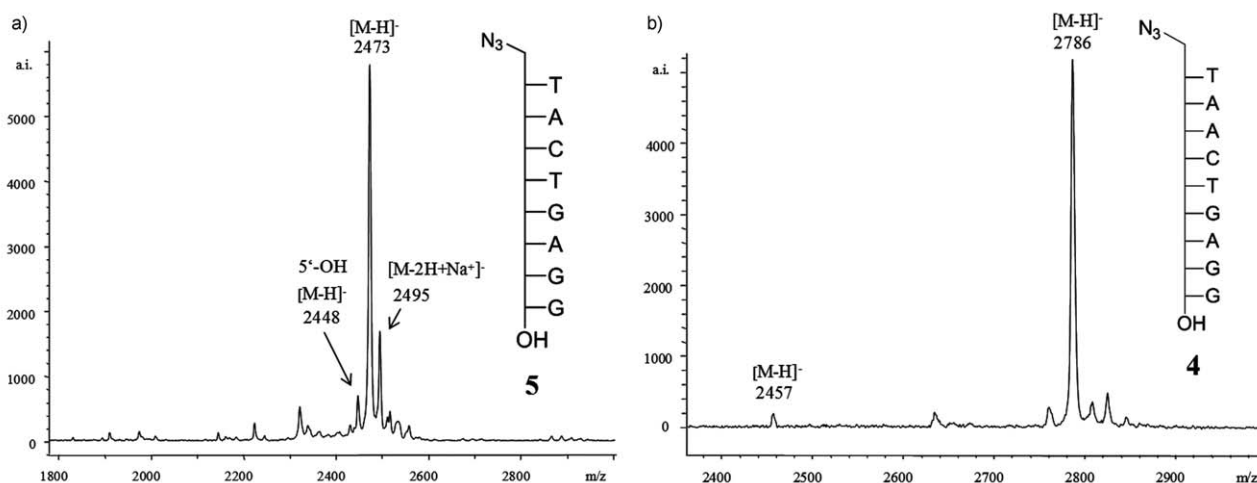 a)
a.i.
5000
4000
3000
2000
1000
0
1800
2000
2200
2400
2600
2800
m/z
[M-H]-
2473
5‘-OH
[M-H]-
2448
[M-2H+Na+]-
2495
N3
T
A
C
T
G
A
G
G
OH
5
b)
a.i.
4000
3000
2000
1000
0
2400
2500
2600
2700
2800
2900
m/z
[M-H]-
2457
[M-H]-
2786
N3
T
A
A
C
T
G
A
G
G
OH
4